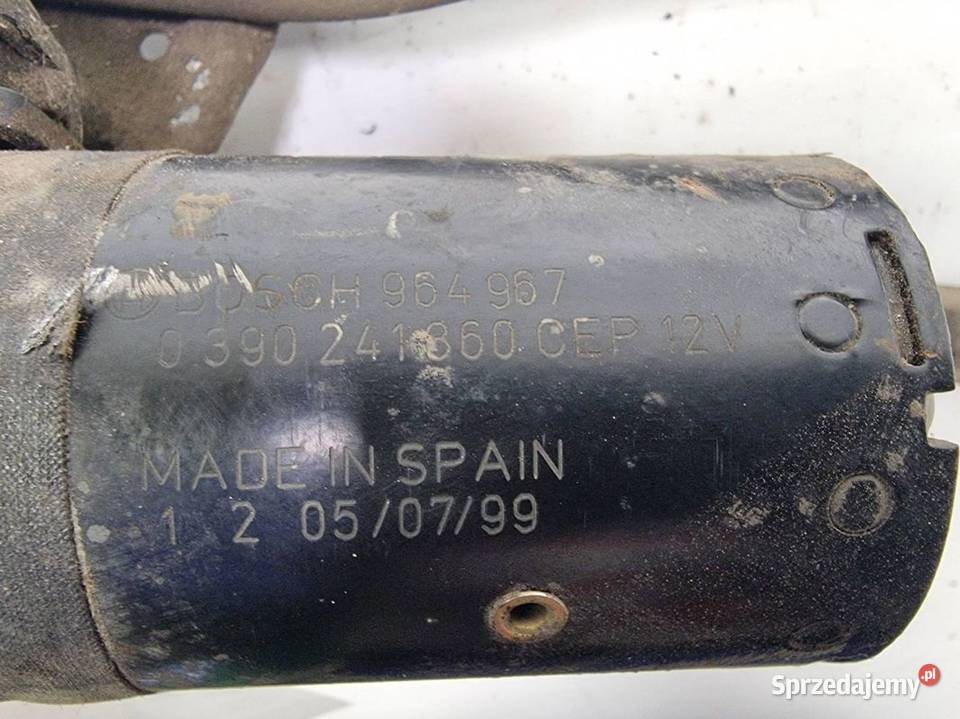 BOSCH 964 967
0 390 241 360 CEP 12V
MADE IN SPAIN
1 2 05/07/99
Sprzedajemy.pl